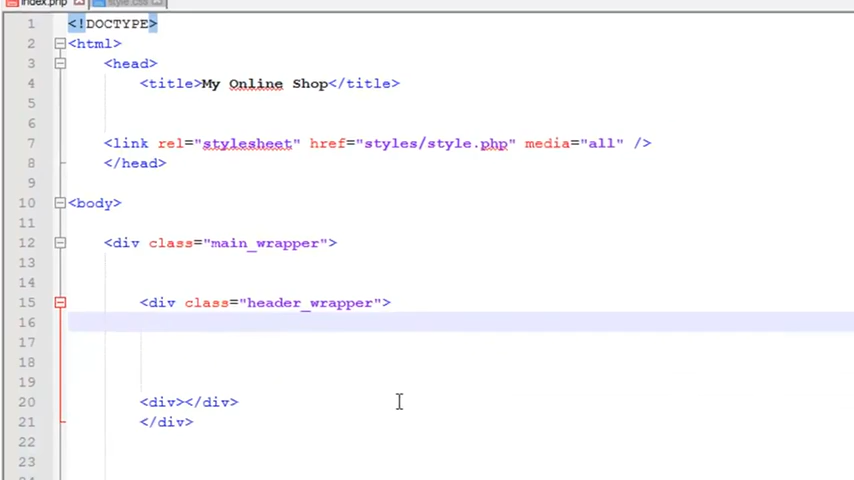 index.php style.css
1 <!DOCTYPE>
2 <html>
3 <head>
4 <title>My Online Shop</title>
5
6
7 <link rel="stylesheet" href="styles/style.php" media="all" />
8 </head>
9
10 <body>
11
12 <div class="main_wrapper">
13
14
15 <div class="header_wrapper">
16
17
18
19
20 <div></div>
21 </div>
22
23
24